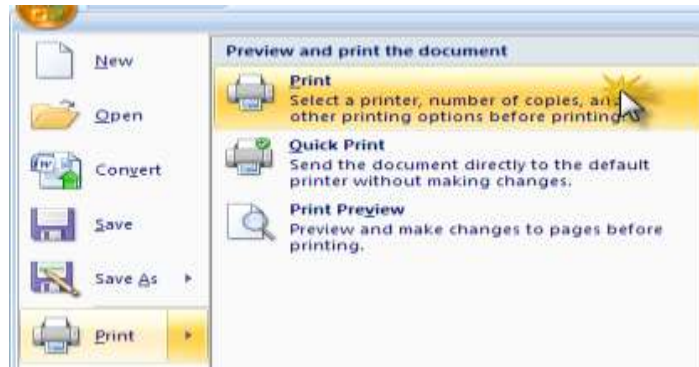 New
Open
Convert
Save
Save As
Print
Preview and print the document
Print
Select a printer, number of copies, an
other printing options before printing
Quick Print
Send the document directly to the default
printer without making changes.
Print Preview
Preview and make changes to pages before
printing.